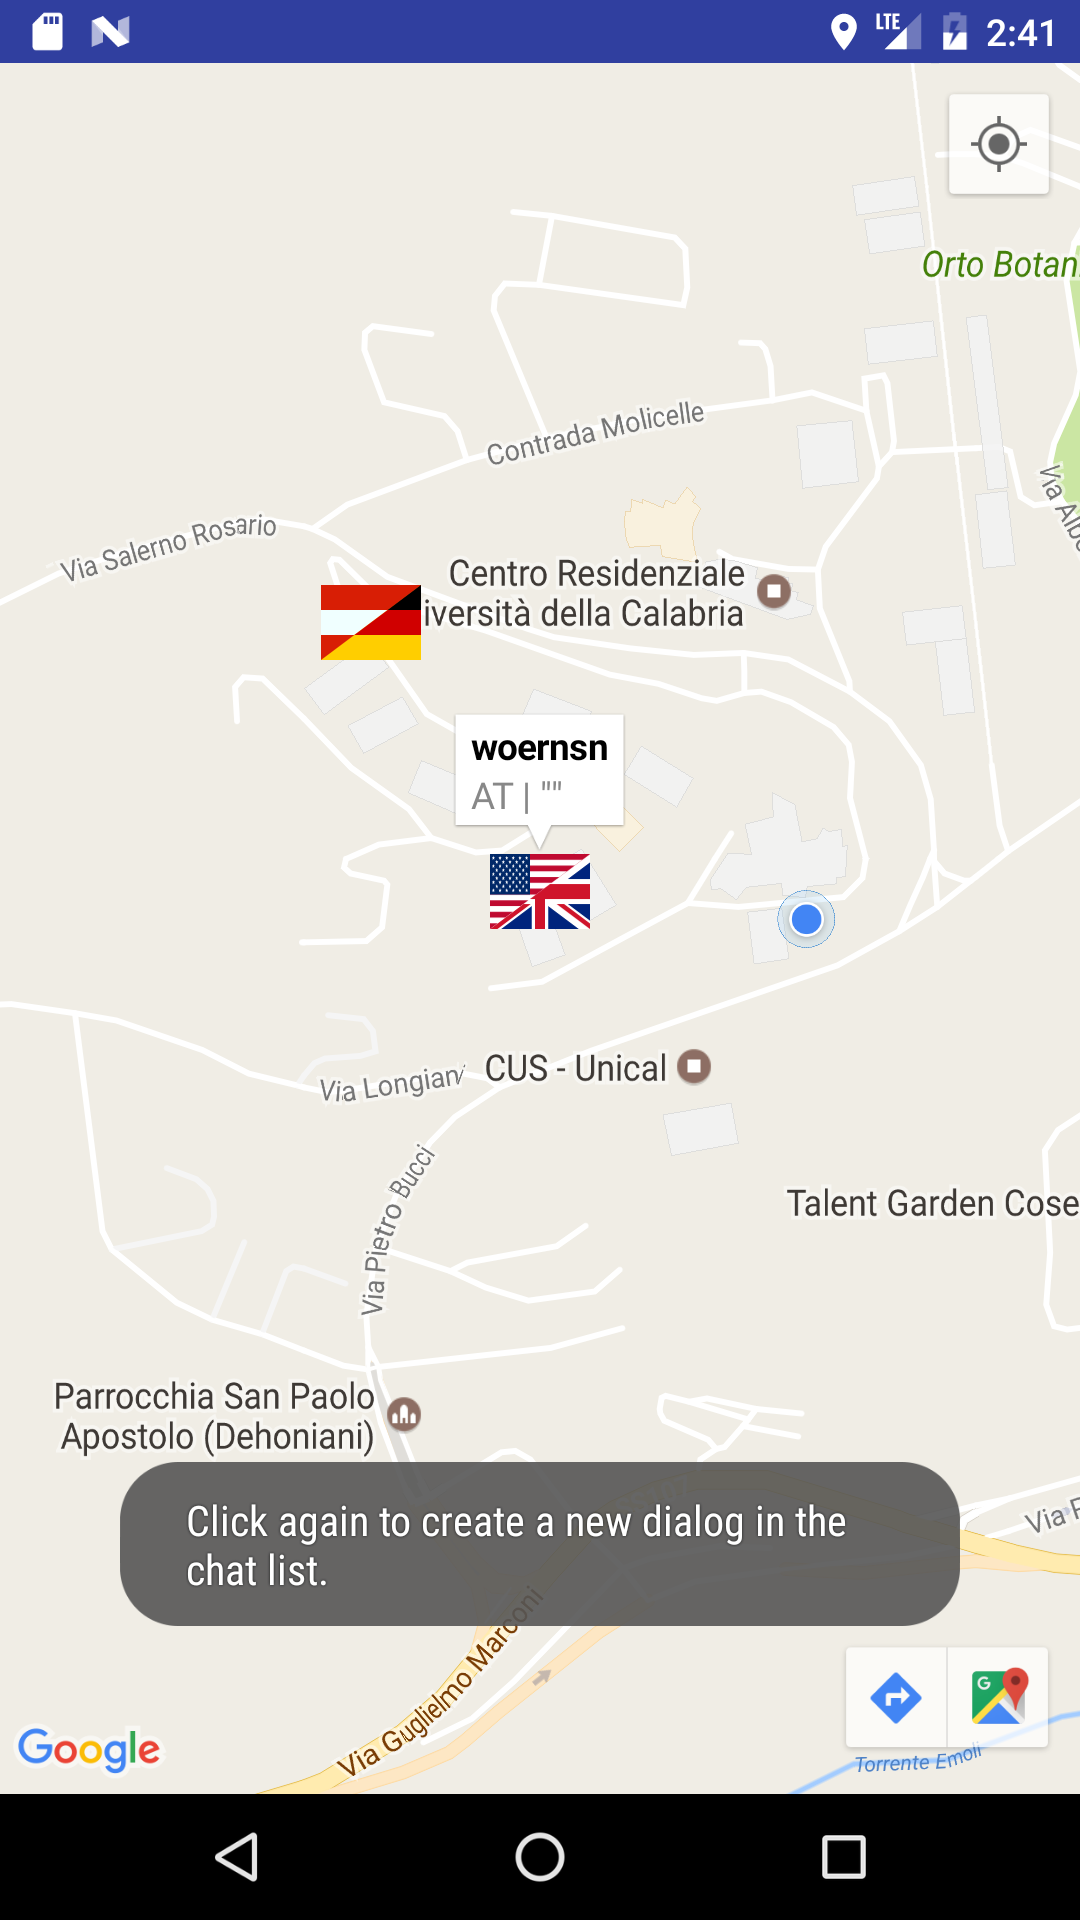 LTE
2:41
Orto Botan
Contrada Molicelle
Via Salerno Rosario
Via Albe
Centro Residenziale
iversità della Calabria
woernsn
AT | ""
CUS - Unical
Via Longian
Via Pietro Bucci
Talent Garden Cose
Parrocchia San Paolo
Apostolo (Dehoniani)
Via F
Click again to create a new dialog in the
chat list.
Via Guglielmo Marconi
G
Google
Torrente Emoli